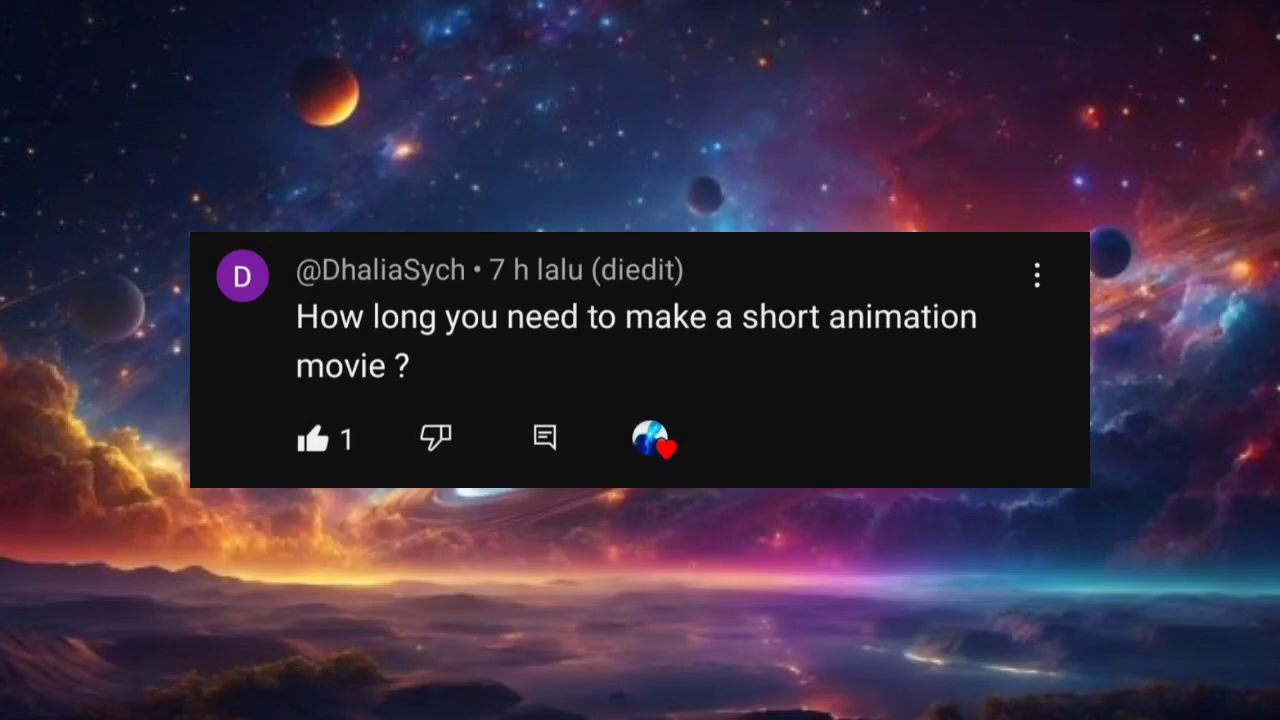 D
@DhaliaSych • 7 h lalu (diedit)
How long you need to make a short animation
movie ?
1